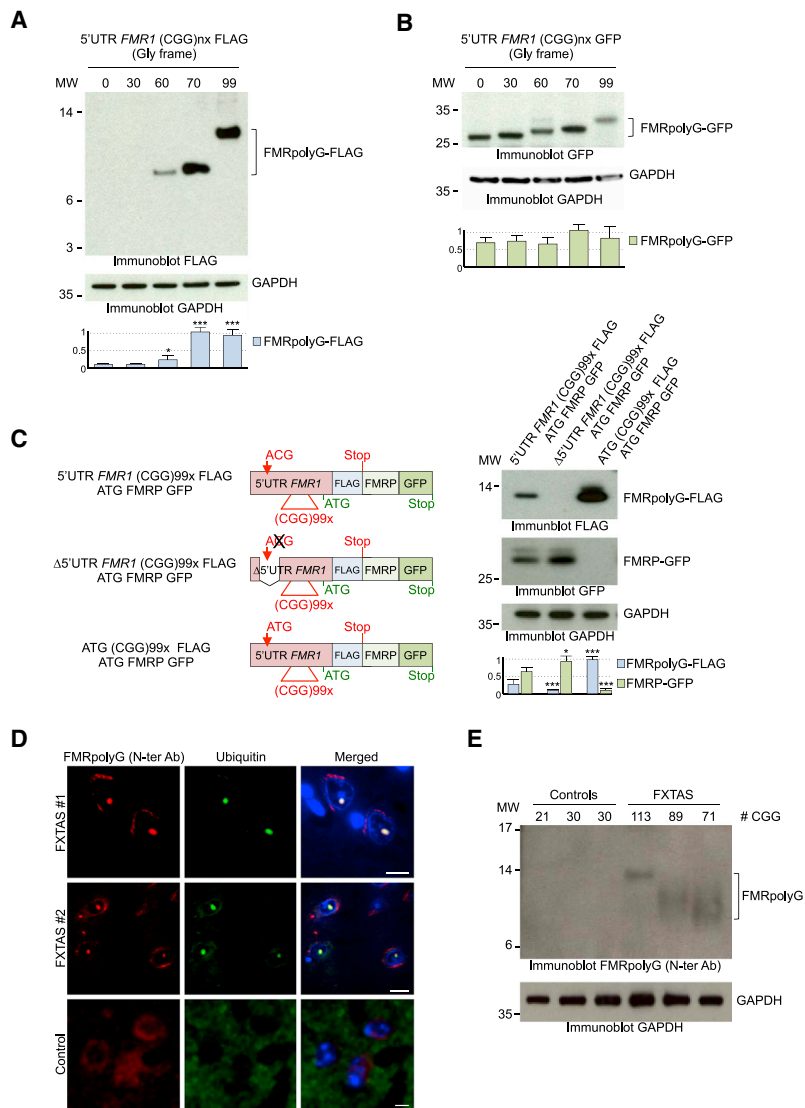 A
5'UTR FMR1 (CGG)nx FLAG
(Gly frame)
MW 0 30 60 70 99
14
6
3
FMRpolyG-FLAG
Immunoblot FLAG
35
GAPDH
Immunoblot GAPDH
1
0.5
0
* *** ***
FMRpolyG-FLAG
B
5'UTR FMR1 (CGG)nx GFP
(Gly frame)
MW 0 30 60 70 99
35
25
FMRpolyG-GFP
Immunoblot GFP
35
GAPDH
Immunoblot GAPDH
1
0.5
0
FMRpolyG-GFP
C
5'UTR FMR1 (CGG)99x FLAG
ATG FMRP GFP
ACG Stop
5'UTR FMR1 FLAG FMRP GFP
ATG Stop
(CGG)99x
Δ5'UTR FMR1 (CGG)99x FLAG
ATG FMRP GFP
Stop
Δ5'UTR FMR1 FLAG FMRP GFP
ATG Stop
(CGG)99x
ATG (CGG)99x FLAG
ATG FMRP GFP
ATG Stop
5'UTR FMR1 FLAG FMRP GFP
ATG Stop
(CGG)99x
5'UTR FMR1 (CGG)99x FLAG
ATG FMRP GFP
Δ5'UTR FMR1 (CGG)99x FLAG
ATG FMRP GFP
ATG (CGG)99x FLAG
ATG FMRP GFP
MW
14
FMRpolyG-FLAG
Immunblot FLAG
25
FMRP-GFP
Immunoblot GFP
35
GAPDH
Immunoblot GAPDH
1
0.5
0
*** * *** ***
FMRpolyG-FLAG
FMRP-GFP
D
FMRpolyG (N-ter Ab) Ubiquitin Merged
FXTAS #1
FXTAS #2
Control
E
Controls FXTAS
MW 21 30 30 113 89 71 # CGG
17
14
6
FMRpolyG
Immunoblot FMRpolyG (N-ter Ab)
35
GAPDH
Immunoblot GAPDH